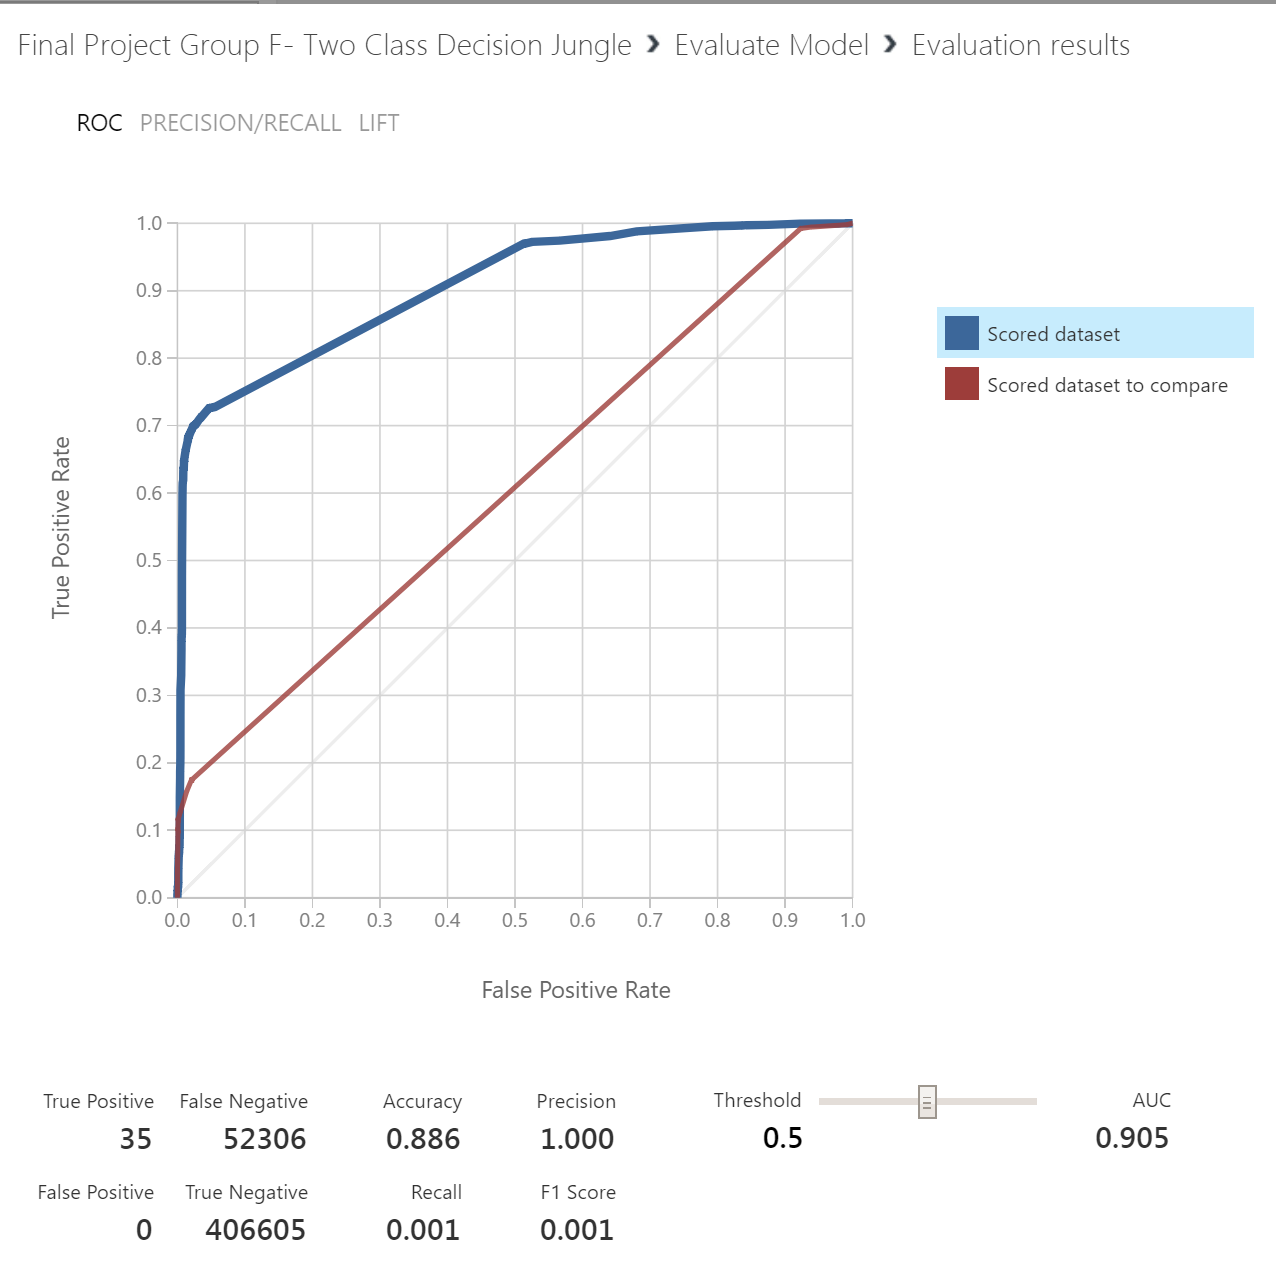 Final Project Group F- Two Class Decision Jungle > Evaluate Model > Evaluation results
ROC PRECISION/RECALL LIFT
1.0
0.9
0.8
0.7
0.6
0.5
0.4
0.3
0.2
0.1
0.0
True Positive Rate
0.0 0.1 0.2 0.3 0.4 0.5 0.6 0.7 0.8 0.9 1.0
False Positive Rate
Scored dataset
Scored dataset to compare
True Positive False Negative Accuracy Precision Threshold AUC
35 52306 0.886 1.000 0.5 0.905
False Positive True Negative Recall F1 Score
0 406605 0.001 0.001